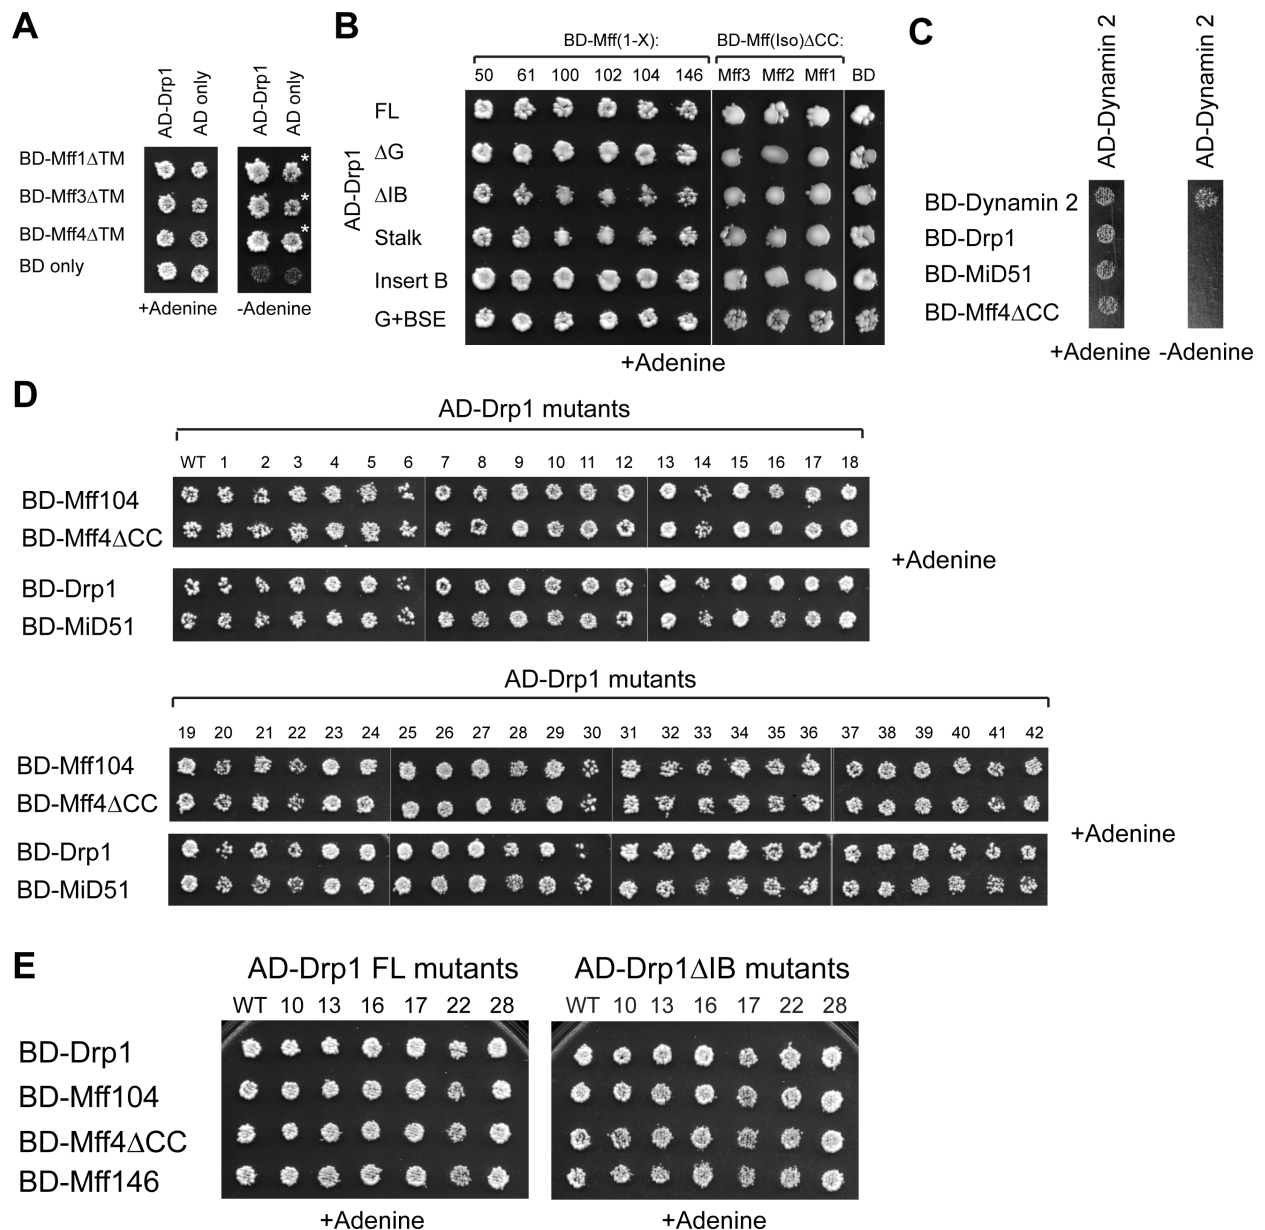 A
AD-Drp1
AD only
AD-Drp1
AD only
BD-Mff1ΔTM
*
BD-Mff3ΔTM
*
BD-Mff4ΔTM
*
BD only
+Adenine
-Adenine
B
BD-Mff(1-X):
BD-Mff(Iso)ΔCC:
50 61 100 102 104 146 Mff3 Mff2 Mff1 BD
AD-Drp1
FL
ΔG
ΔIB
Stalk
Insert B
G+BSE
+Adenine
C
AD-Dynamin 2
AD-Dynamin 2
BD-Dynamin 2
BD-Drp1
BD-MiD51
BD-Mff4ΔCC
+Adenine -Adenine
D
AD-Drp1 mutants
WT 1 2 3 4 5 6 7 8 9 10 11 12 13 14 15 16 17 18
BD-Mff104
BD-Mff4ΔCC
+Adenine
BD-Drp1
BD-MiD51
AD-Drp1 mutants
19 20 21 22 23 24 25 26 27 28 29 30 31 32 33 34 35 36 37 38 39 40 41 42
BD-Mff104
BD-Mff4ΔCC
+Adenine
BD-Drp1
BD-MiD51
E
AD-Drp1 FL mutants
AD-Drp1ΔIB mutants
WT 10 13 16 17 22 28
WT 10 13 16 17 22 28
BD-Drp1
BD-Mff104
BD-Mff4ΔCC
BD-Mff146
+Adenine
+Adenine